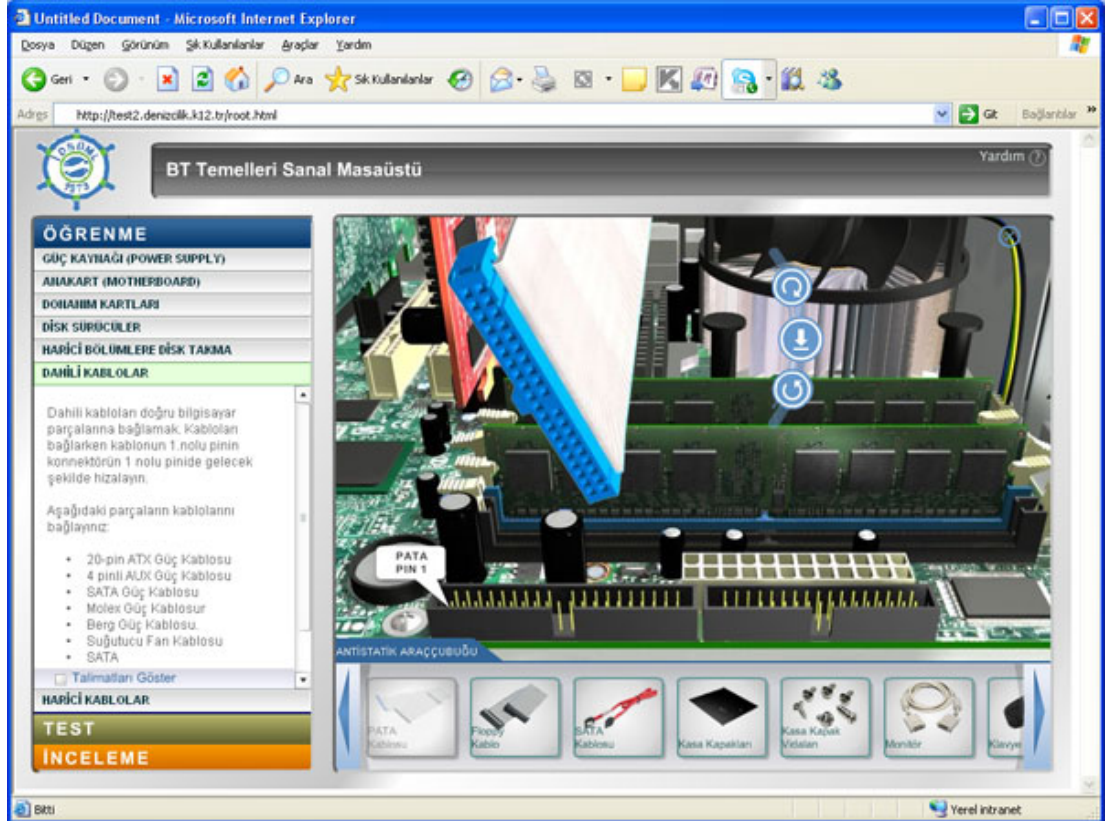 Untitled Document - Microsoft Internet Explorer
Dosya Düzen Görünüm Sık Kullanılanlar Araçlar Yardım
Geri Ara Sık Kullanılanlar
Adres http://test2.denizcilik.k12.tr/root.html Git Bağlantılar
1973
BT Temelleri Sanal Masaüstü
Yardım ?
ÖĞRENME
GÜÇ KAYNAĞI (POWER SUPPLY)
ANAKART (MOTHERBOARD)
DONANIM KARTLARI
DİSK SÜRÜCÜLER
HARİCİ BÖLÜMLERE DİSK TAKMA
DAHİLİ KABLOLAR
Dahili kabloları doğru bilgisayar
parçalarına bağlamak. Kabloları
bağlarken kablonun 1.nolu pinin
konnektörün 1 nolu pinide gelecek
şekilde hizalayın.
Aşağıdaki parçaların kablolarını
bağlayınız:
• 20-pin ATX Güç Kablosu
• 4 pinli AUX Güç Kablosu
• SATA Güç Kablosu
• Molex Güç Kablosur
• Berg Güç Kablosu.
• Suğutucu Fan Kablosu
• SATA
Talimatları Göster
HARİCİ KABLOLAR
TEST
İNCELEME
PATA
PIN 1
ANTİSTATİK ARAÇÇUBUĞU
PATA
Kablosu
Floppy
Kablo
SATA
Kablosu
Kasa Kapakları
Kasa Kapak
Vidaları
Monitör
Klavye
Bitti
Yerel intranet